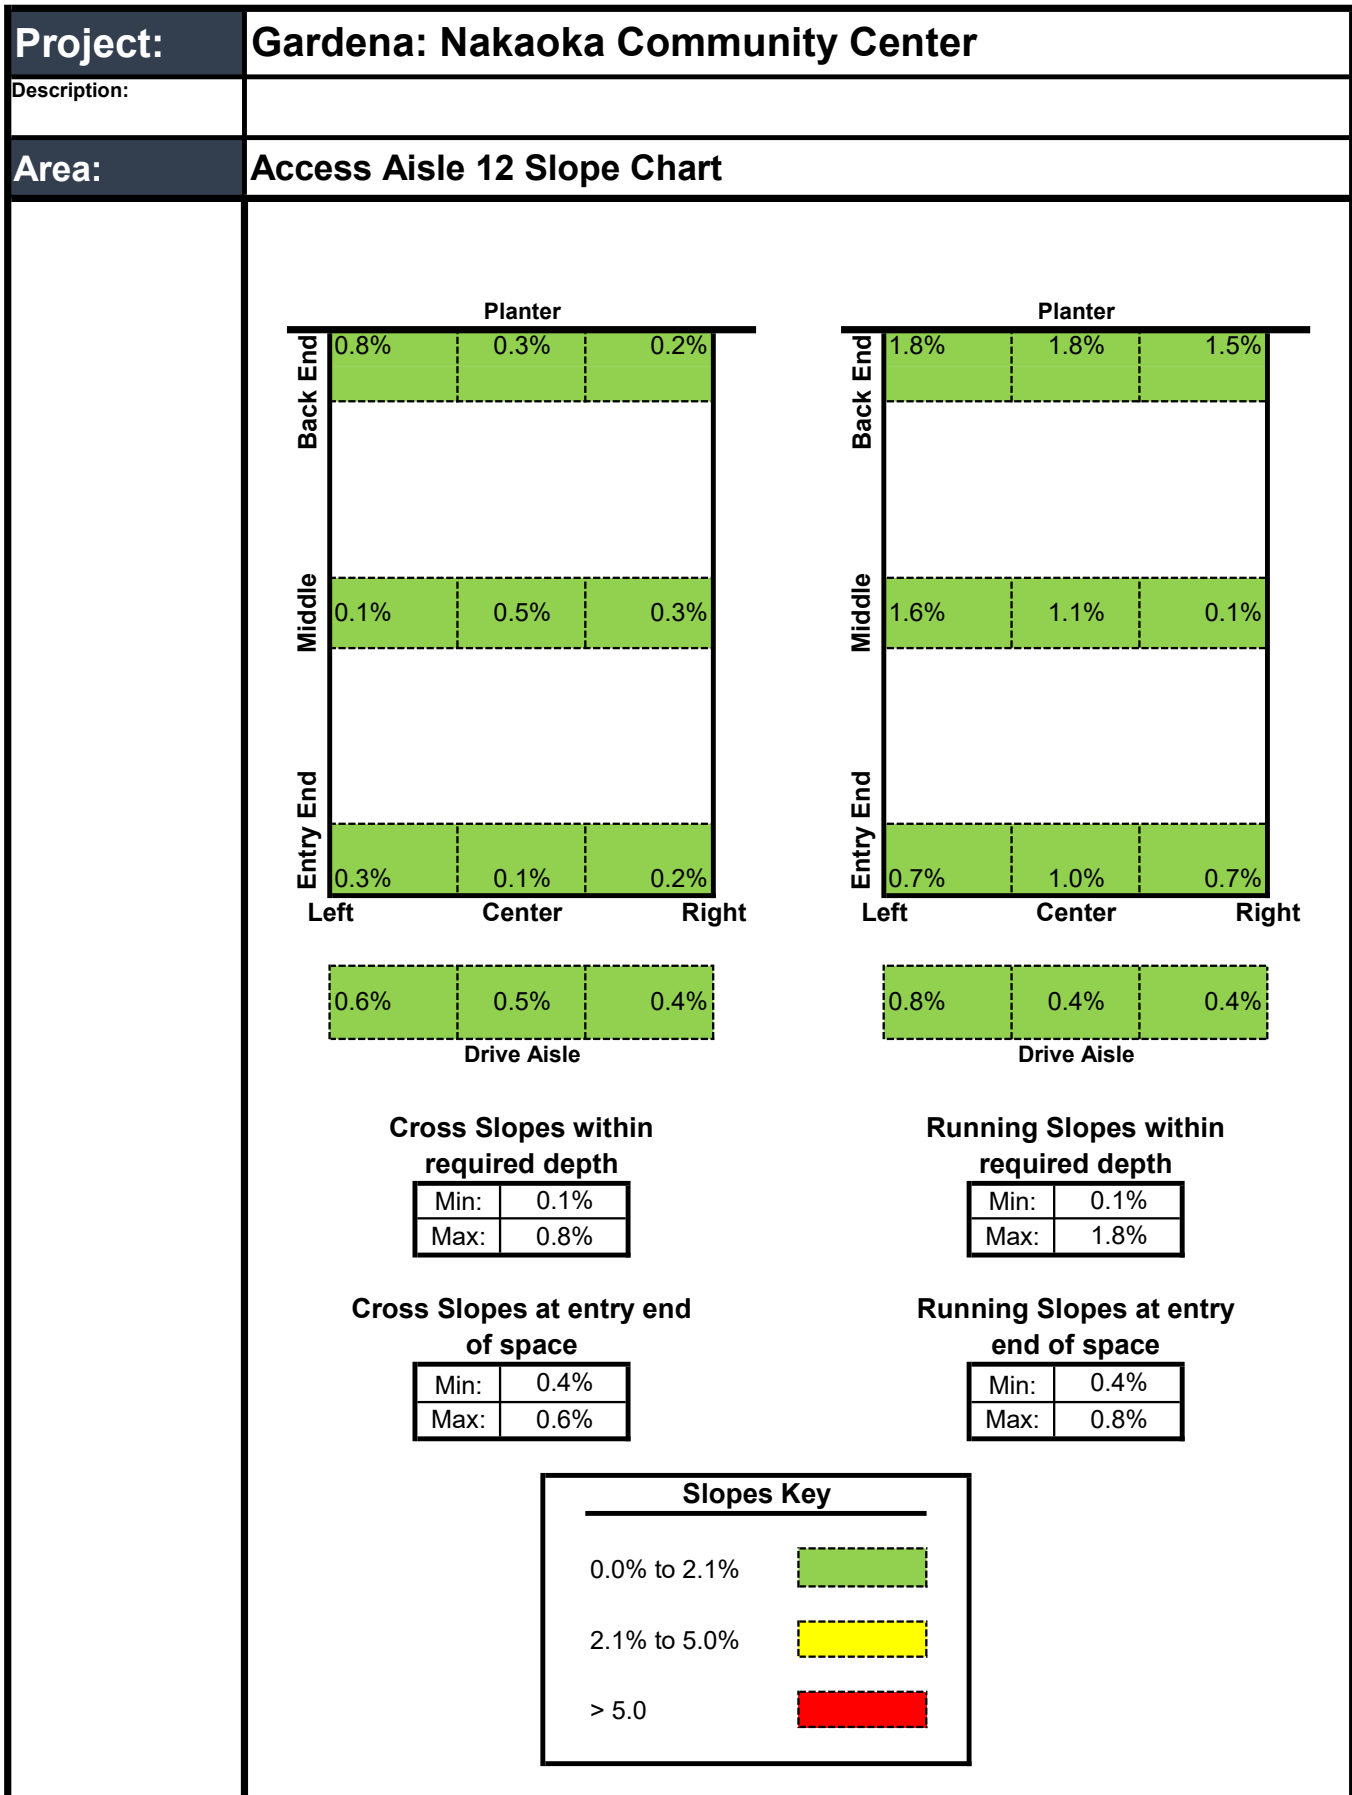 Project: Gardena: Nakaoka Community Center
Description:
Area: Access Aisle 12 Slope Chart
Planter
Back End
0.8% 0.3% 0.2%
Middle
0.1% 0.5% 0.3%
Entry End
0.3% 0.1% 0.2%
Left Center Right
0.6% 0.5% 0.4%
Drive Aisle
Planter
Back End
1.8% 1.8% 1.5%
Middle
1.6% 1.1% 0.1%
Entry End
0.7% 1.0% 0.7%
Left Center Right
0.8% 0.4% 0.4%
Drive Aisle
Cross Slopes within
required depth
Min: 0.1%
Max: 0.8%
Running Slopes within
required depth
Min: 0.1%
Max: 1.8%
Cross Slopes at entry end
of space
Min: 0.4%
Max: 0.6%
Running Slopes at entry
end of space
Min: 0.4%
Max: 0.8%
Slopes Key
0.0% to 2.1%
2.1% to 5.0%
> 5.0